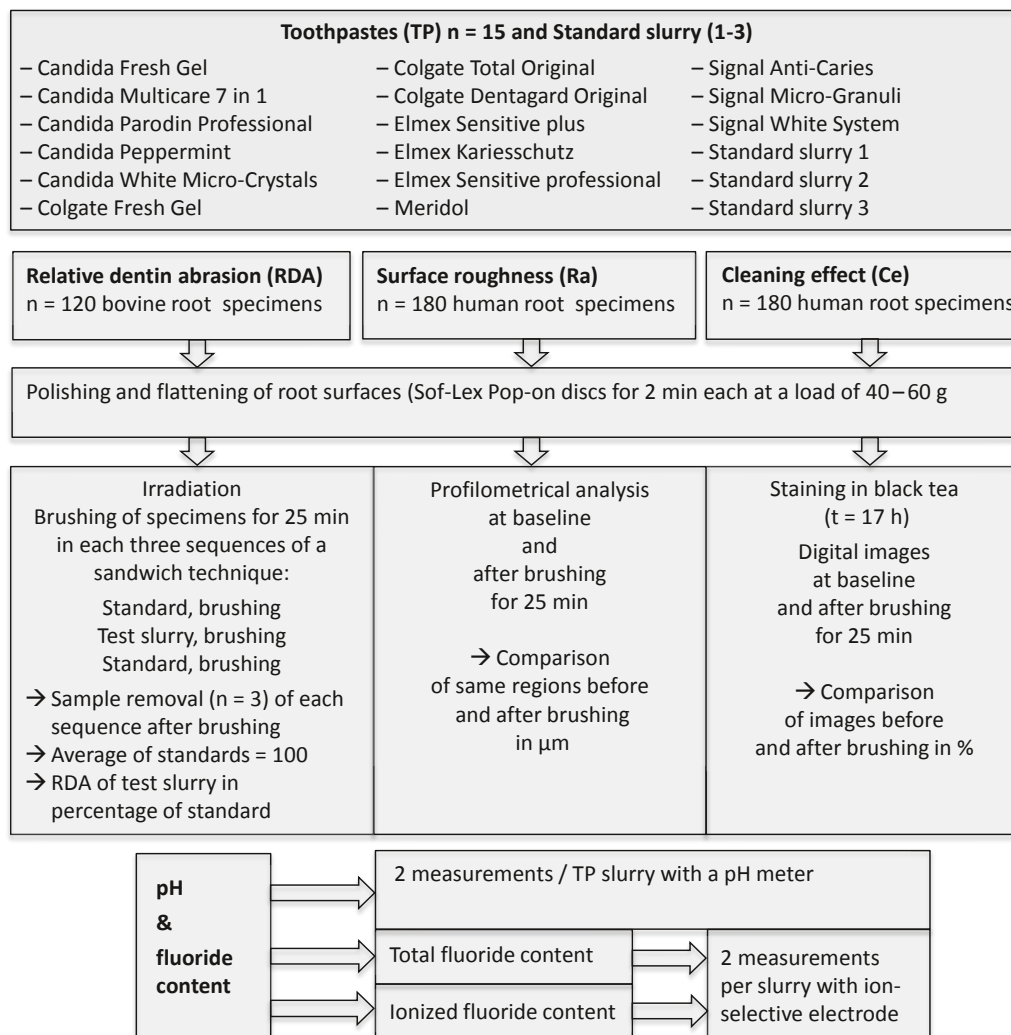 Toothpastes (TP) n = 15 and Standard slurry (1-3)
– Candida Fresh Gel
– Candida Multicare 7 in 1
– Candida Parodin Professional
– Candida Peppermint
– Candida White Micro-Crystals
– Colgate Fresh Gel
– Colgate Total Original
– Colgate Dentagard Original
– Elmex Sensitive plus
– Elmex Kariesschutz
– Elmex Sensitive professional
– Meridol
– Signal Anti-Caries
– Signal Micro-Granuli
– Signal White System
– Standard slurry 1
– Standard slurry 2
– Standard slurry 3
Relative dentin abrasion (RDA)
n = 120 bovine root specimens
Surface roughness (Ra)
n = 180 human root specimens
Cleaning effect (Ce)
n = 180 human root specimens
Polishing and flattening of root surfaces (Sof-Lex Pop-on discs for 2 min each at a load of 40–60 g
Irradiation
Brushing of specimens for 25 min
in each three sequences of a
sandwich technique:
Standard, brushing
Test slurry, brushing
Standard, brushing
→ Sample removal (n = 3) of each
sequence after brushing
→ Average of standards = 100
→ RDA of test slurry in
percentage of standard
Profilometrical analysis
at baseline
and
after brushing
for 25 min
→ Comparison
of same regions before
and after brushing
in µm
Staining in black tea
(t = 17 h)
Digital images
at baseline
and after brushing
for 25 min
→ Comparison
of images before
and after brushing in %
pH
&
fluoride
content
2 measurements / TP slurry with a pH meter
Total fluoride content
Ionized fluoride content
2 measurements
per slurry with ion-
selective electrode